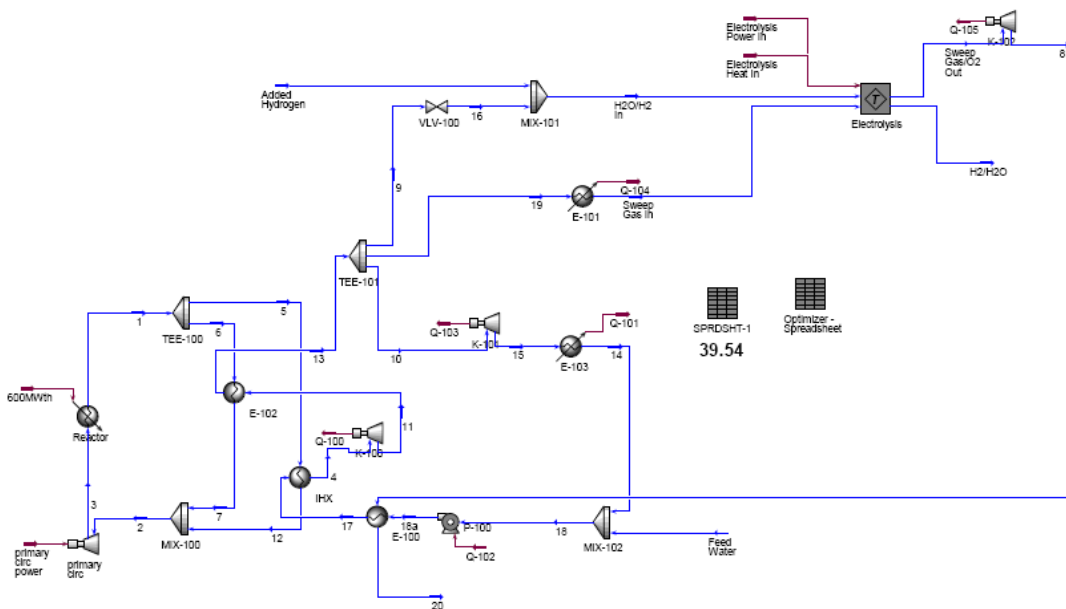 Electrolysis
Power In
Q-105
K-102
Sweep
Gas/O2
Out
8
Electrolysis
Heat In
Added
Hydrogen
VLV-100
16
MIX-101
H2O/H2
In
Electrolysis
H2/H2O
9
19
Q-104
E-101
Sweep
Gas In
TEE-101
1
TEE-100
5
6
13
10
Q-103
K-101
15
Q-101
E-103
14
SPRDSHT-1
39.54
Optimizer -
Spreadsheet
600MWth
Reactor
E-102
11
Q-100
K-100
4
IHX
3
2
7
12
MIX-100
17
18a
E-100
P-100
18
MIX-102
Feed
Water
Q-102
primary
circ
power
primary
circ
20